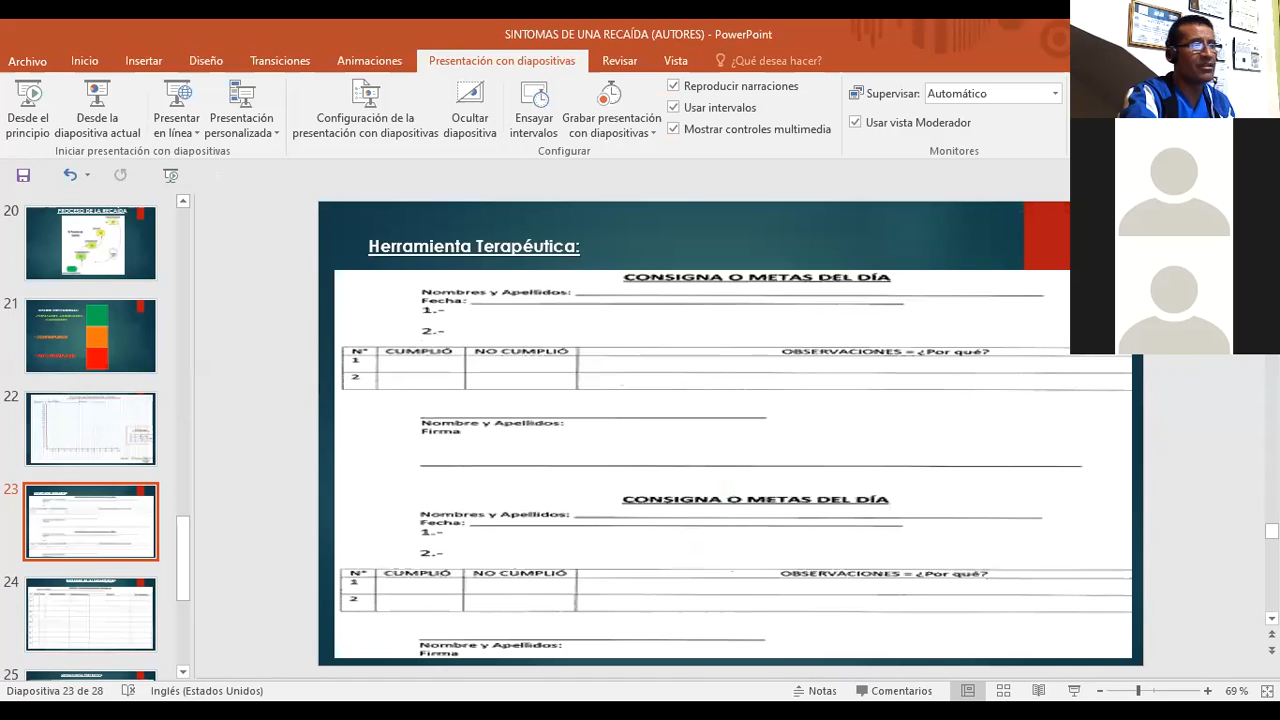 SINTOMAS DE UNA RECAÍDA (AUTORES) - PowerPoint
Archivo Inicio Insertar Diseño Transiciones Animaciones Presentación con diapositivas Revisar Vista ¿Qué desea hacer?
Desde el principio
Desde la diapositiva actual
Presentar en línea
Presentación personalizada
Iniciar presentación con diapositivas
Configuración de la presentación con diapositivas
Ocultar diapositiva
Ensayar intervalos
Grabar presentación con diapositivas
Reproducir narraciones
Usar intervalos
Mostrar controles multimedia
Configurar
Supervisar: Automático
Usar vista Moderador
Monitores
20
PROCESO DE LA RECAÍDA
21
22
23
24
25
Herramienta Terapéutica:
CONSIGNA O METAS DEL DÍA
Nombres y Apellidos:
Fecha:
1.-
2.-
N° CUMPLIÓ NO CUMPLIÓ OBSERVACIONES = ¿Por qué?
1
2
Nombre y Apellidos:
Firma
CONSIGNA O METAS DEL DÍA
Nombres y Apellidos:
Fecha:
1.-
2.-
N° CUMPLIÓ NO CUMPLIÓ OBSERVACIONES = ¿Por qué?
1
2
Nombre y Apellidos:
Firma
Diapositiva 23 de 28 Inglés (Estados Unidos) Notas Comentarios 69 %